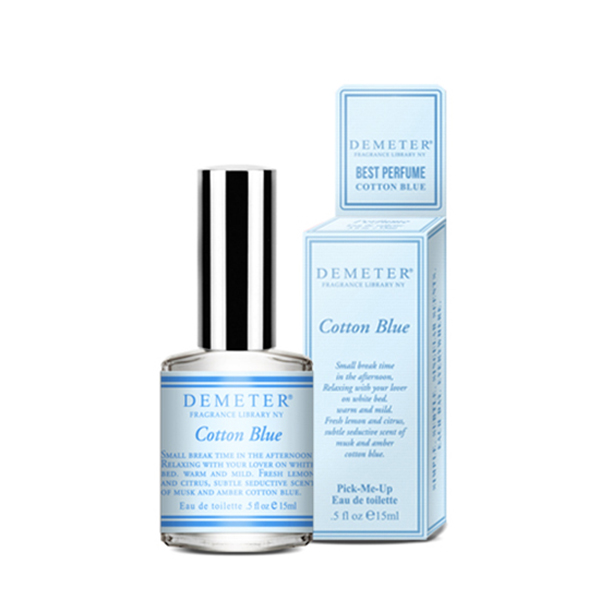 DEMETER®
FRAGRANCE LIBRARY NY
BEST PERFUME
COTTON BLUE
DEMETER®
FRAGRANCE LIBRARY NY
Cotton Blue
Small break time
in the afternoon,
Relaxing with your lover
on white bed.
warm and mild.
Fresh lemon and citrus,
subtle seductive scent of
musk and amber
cotton blue.
Pick-Me-Up
Eau de toilette
.5 fl oz ℮15ml
DEMETER®
FRAGRANCE LIBRARY NY
Cotton Blue
SMALL BREAK TIME IN THE AFTERNOON
RELAXING WITH YOUR LOVER ON WHITE
BED. WARM AND MILD. FRESH LEMON
AND CITRUS, SUBTLE SEDUCTIVE SCENT
OF MUSK AND AMBER COTTON BLUE.
Eau de toilette .5 fl oz ℮ 15ml